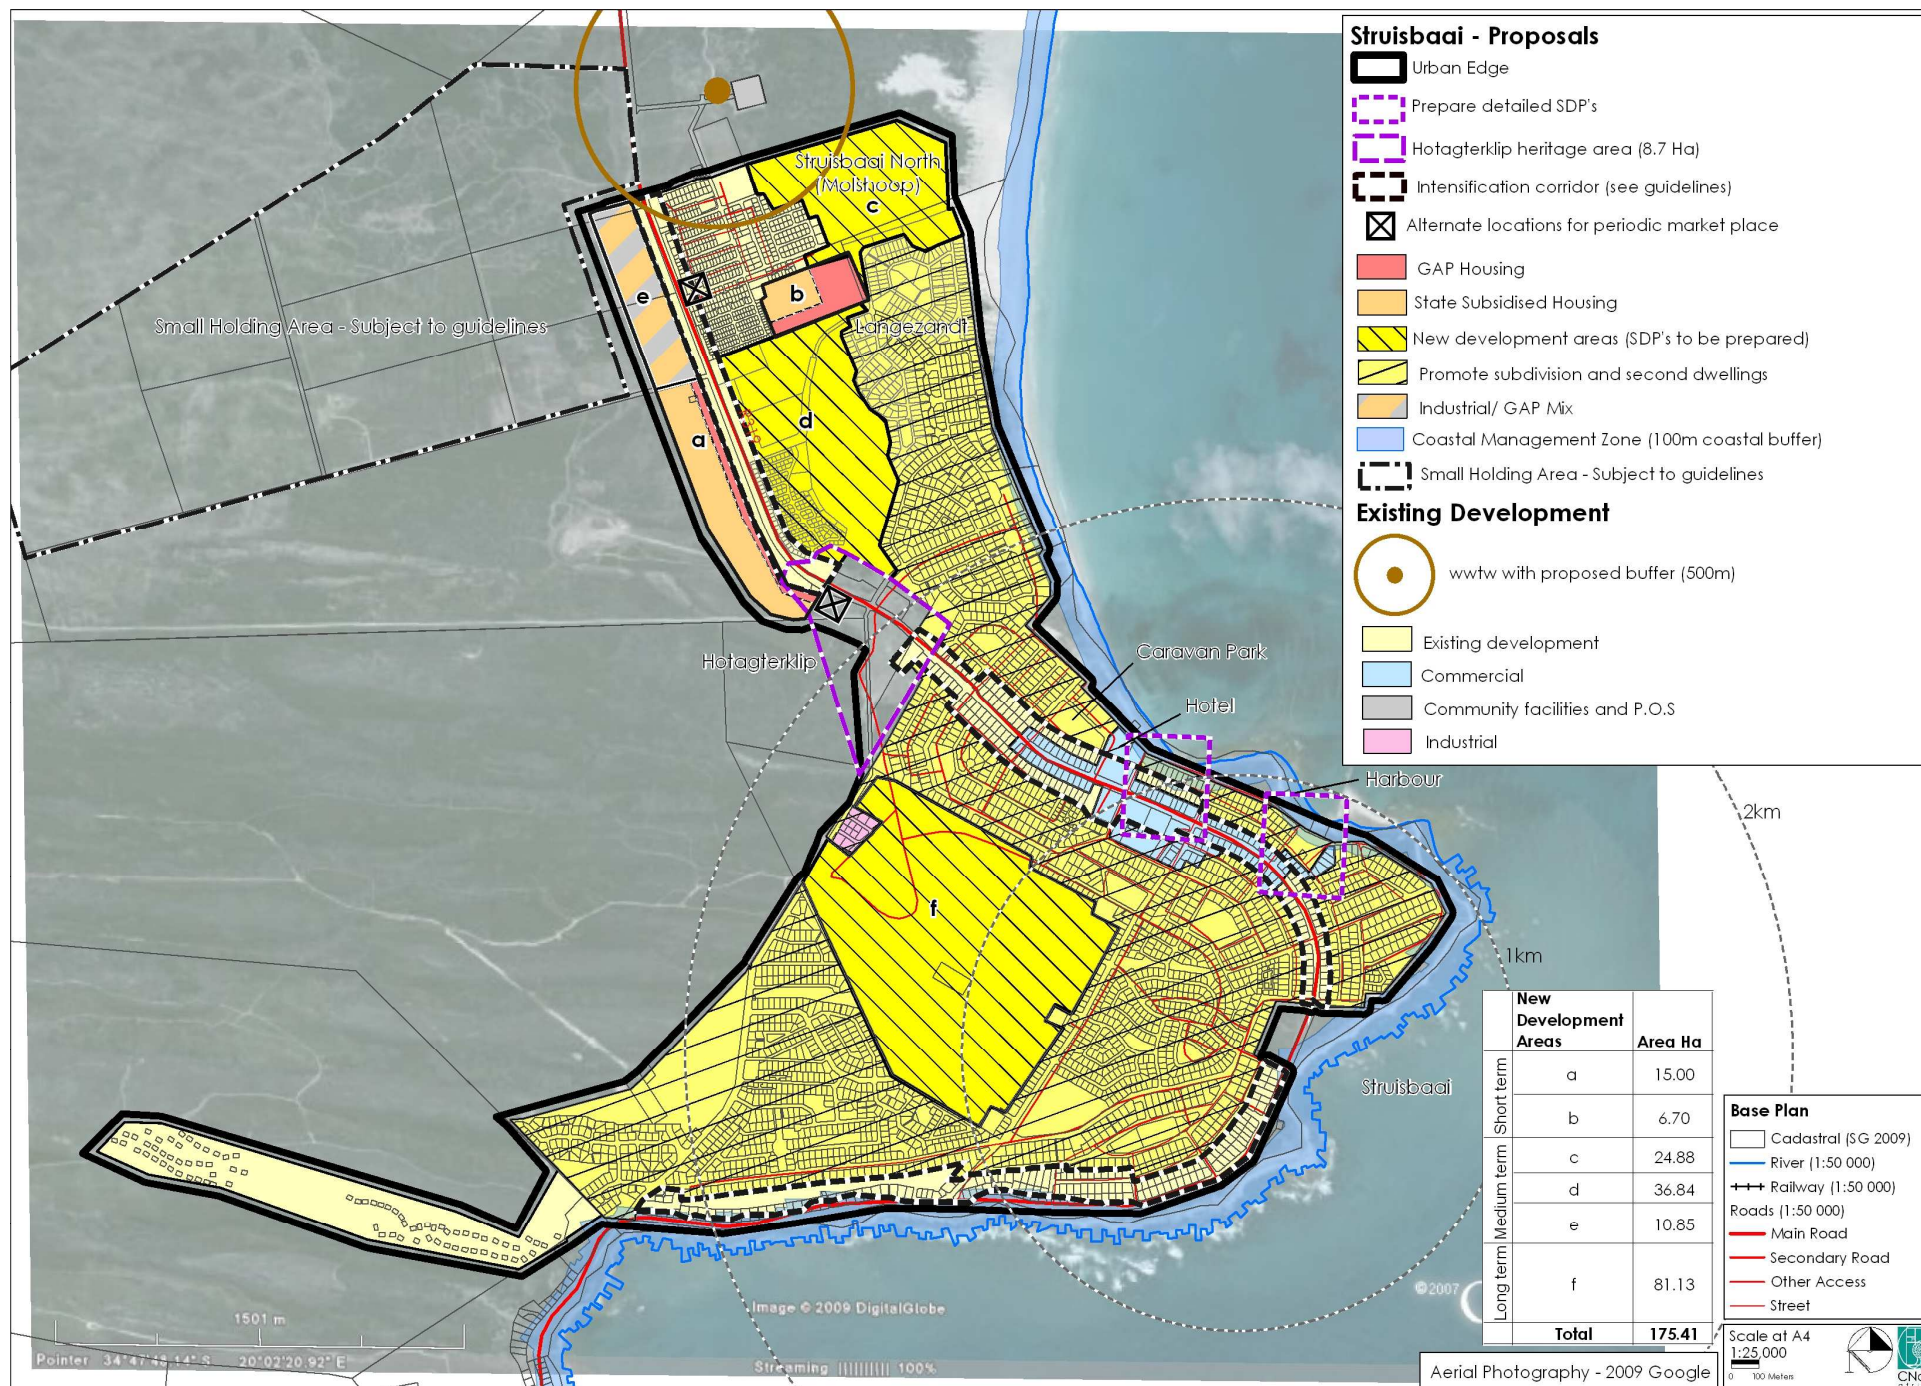 Struisbaai - Proposals
Urban Edge
Prepare detailed SDP's
Hotagterklip heritage area (8.7 Ha)
Intensification corridor (see guidelines)
Alternate locations for periodic market place
GAP Housing
State Subsidised Housing
New development areas (SDP's to be prepared)
Promote subdivision and second dwellings
Industrial/ GAP Mix
Coastal Management Zone (100m coastal buffer)
Small Holding Area - Subject to guidelines
Existing Development
wwtw with proposed buffer (500m)
Existing development
Commercial
Community facilities and P.O.S
Industrial
Struisbaai North
(Molshoop)
c
b
e
Small Holding Area - Subject to guidelines
Langezandt
d
a
Hotagterklip
Caravan Park
Hotel
Harbour
2km
f
1km
Struisbaai
New
Development
Areas Area Ha
Short term
a 15.00
b 6.70
Medium term
c 24.88
d 36.84
e 10.85
Long term
f 81.13
Total 175.41
Base Plan
Cadastral (SG 2009)
River (1:50 000)
Railway (1:50 000)
Roads (1:50 000)
Main Road
Secondary Road
Other Access
Street
Scale at A4
1:25,000
0 100 Meters
1501 m
Image © 2009 DigitalGlobe
©2007
Streaming |||||||||| 100%
Aerial Photography - 2009 Google